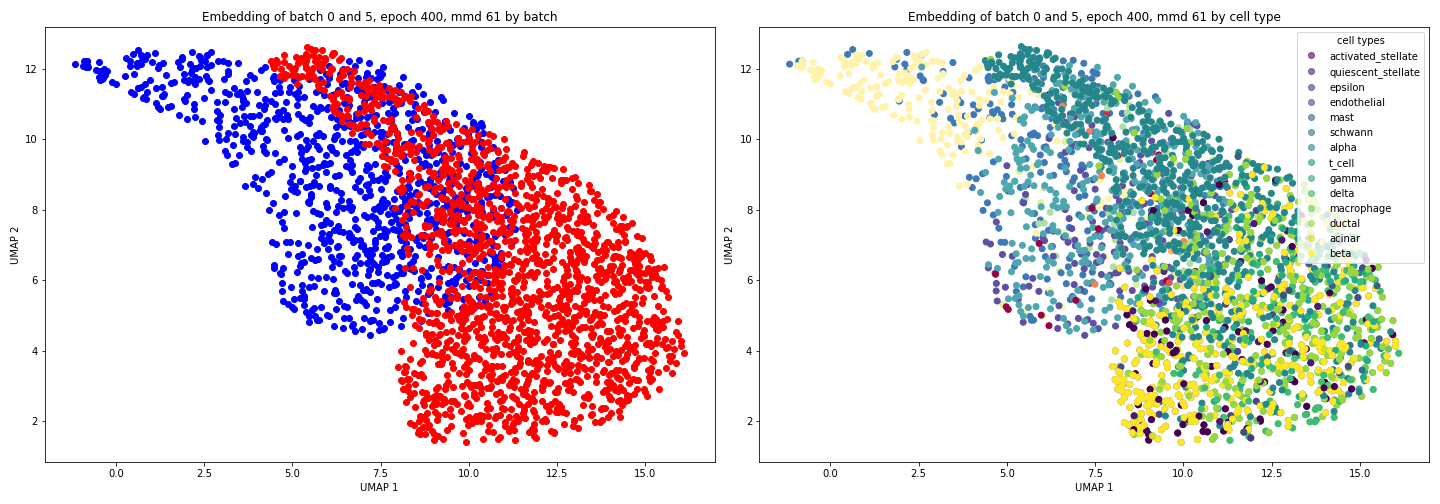 Embedding of batch 0 and 5, epoch 400, mmd 61 by batch
12
10
8
6
4
2
UMAP 2
0.0 2.5 5.0 7.5 10.0 12.5 15.0
UMAP 1
Embedding of batch 0 and 5, epoch 400, mmd 61 by cell type
cell types
activated_stellate
quiescent_stellate
epsilon
endothelial
mast
schwann
alpha
t_cell
gamma
delta
macrophage
ductal
acinar
beta
12
10
8
6
4
2
UMAP 2
0.0 2.5 5.0 7.5 10.0 12.5 15.0
UMAP 1